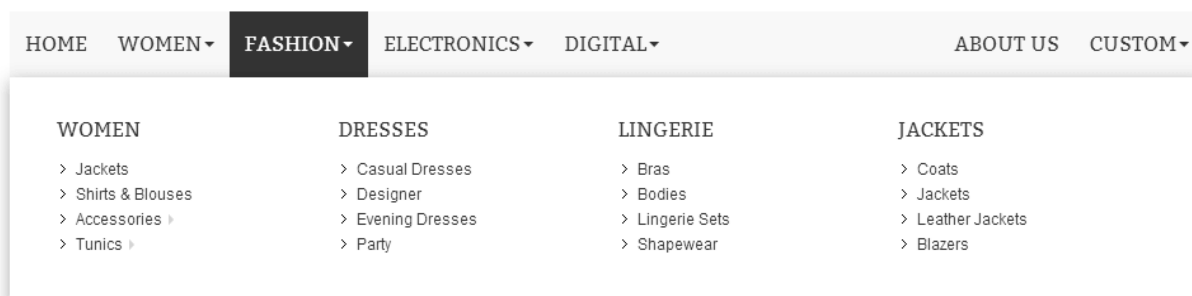 HOME WOMEN FASHION ELECTRONICS DIGITAL ABOUT US CUSTOM
WOMEN
Jackets
Shirts & Blouses
Accessories
Tunics
DRESSES
Casual Dresses
Designer
Evening Dresses
Party
LINGERIE
Bras
Bodies
Lingerie Sets
Shapewear
JACKETS
Coats
Jackets
Leather Jackets
Blazers